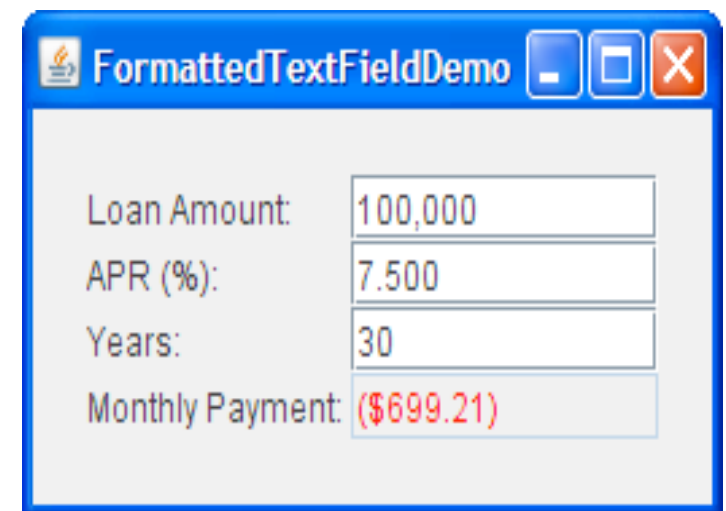 FormattedTextFieldDemo
Loan Amount: 100,000
APR (%): 7.500
Years: 30
Monthly Payment: ($699.21)